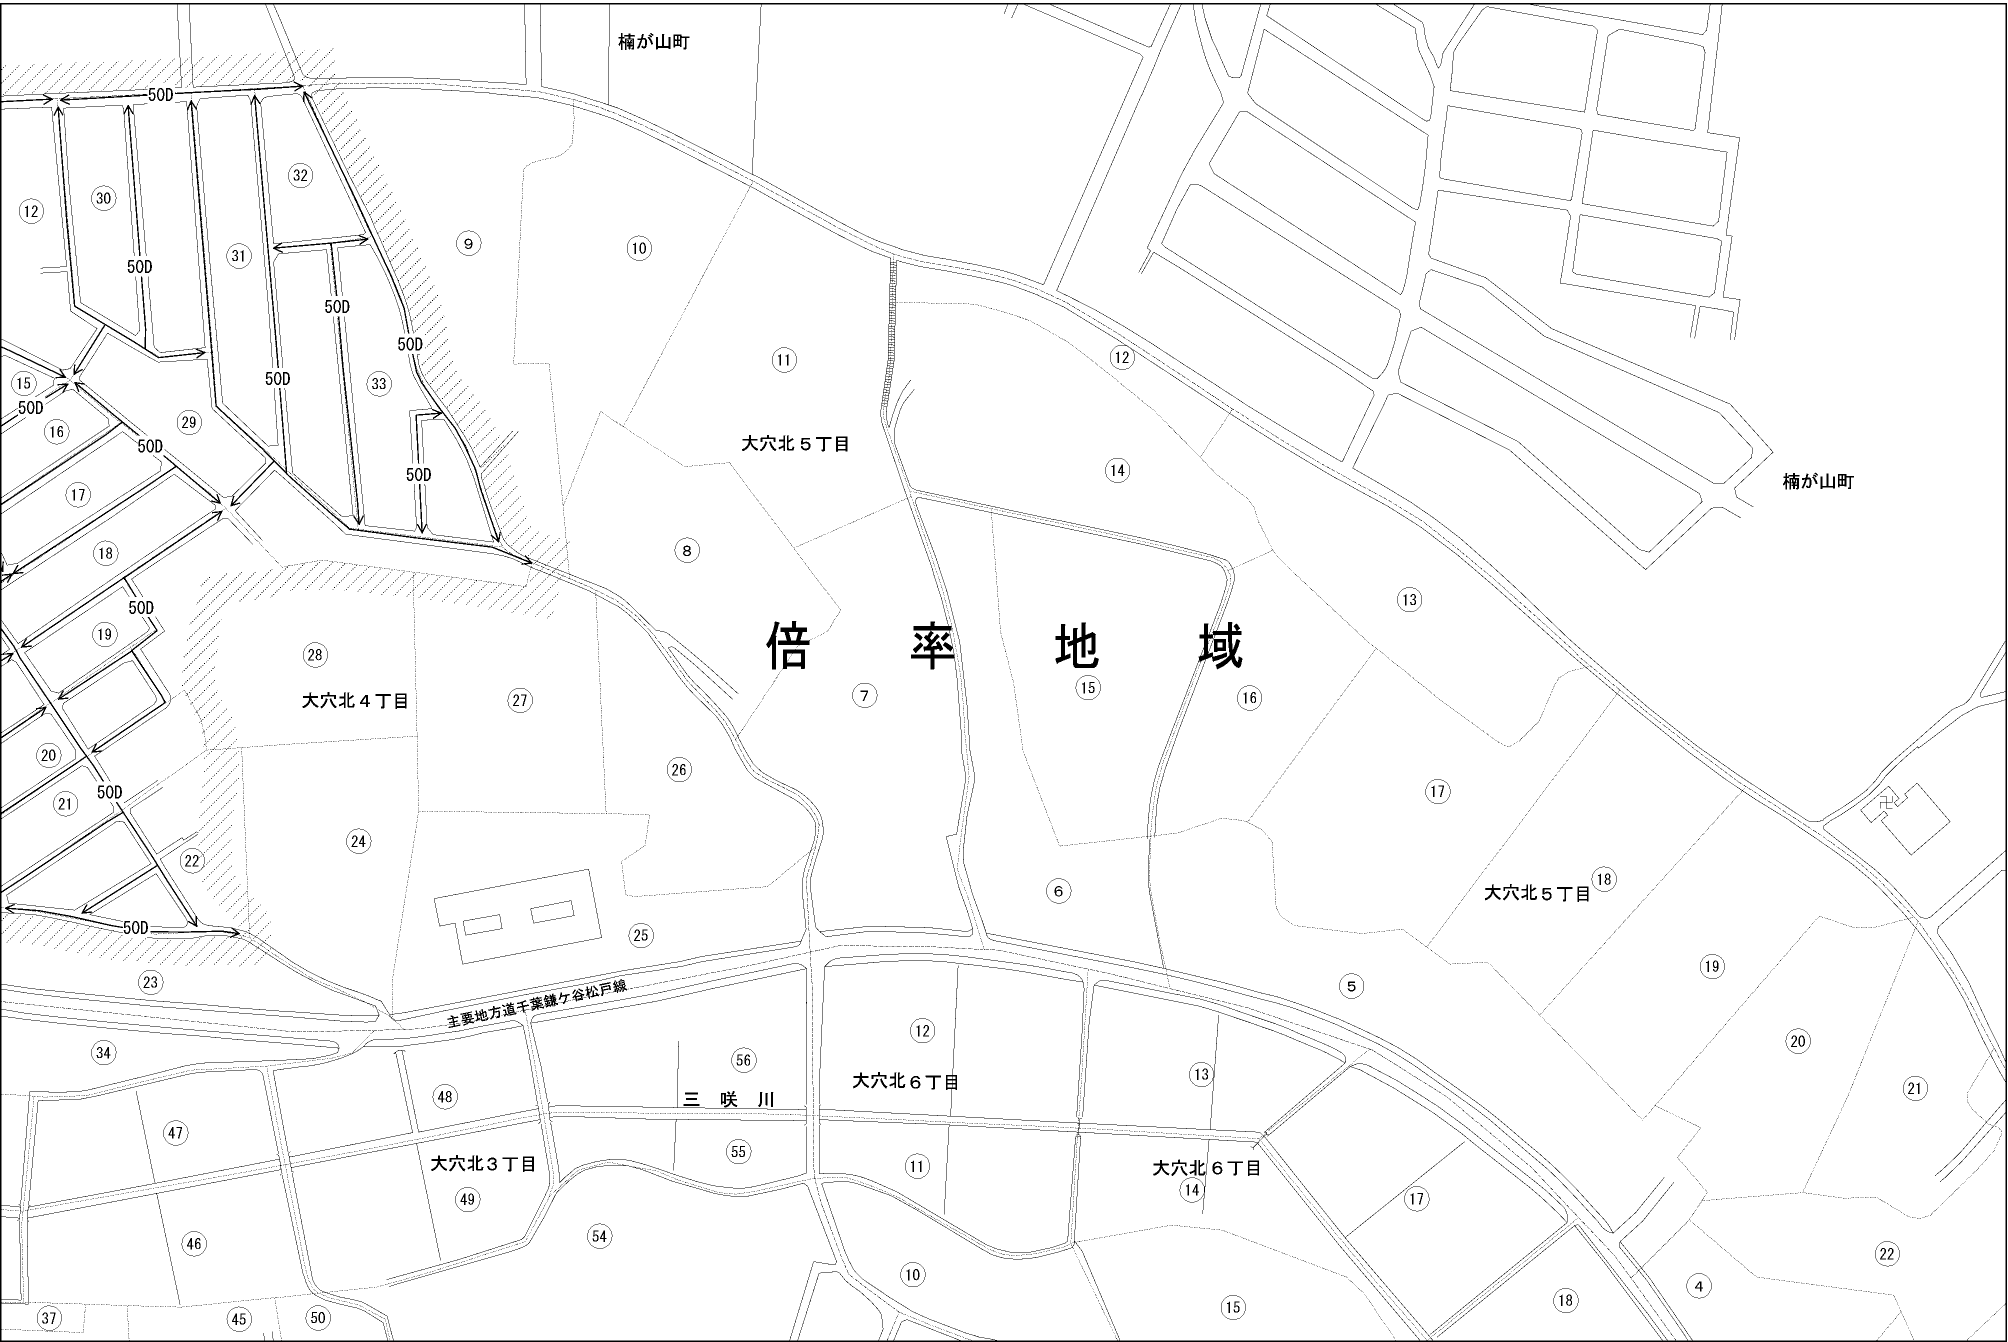 楠が山町
50D
32
30
12
9
10
31
50D
50D
50D
11
12
50D
33
15
50D
29
16
50D
大穴北５丁目
14
50D
楠が山町
17
18
8
13
50D
19
倍率地域
28
大穴北４丁目
27
7
15
16
20
26
50D
21
17
24
22
6
18
大穴北５丁目
50D
25
19
23
5
主要地方道千葉鎌ケ谷松戸線
12
20
34
56
13
大穴北６丁目
21
48
三咲川
47
55
大穴北３丁目
11
大穴北６丁目
14
49
17
46
54
22
10
4
18
15
37
45
50